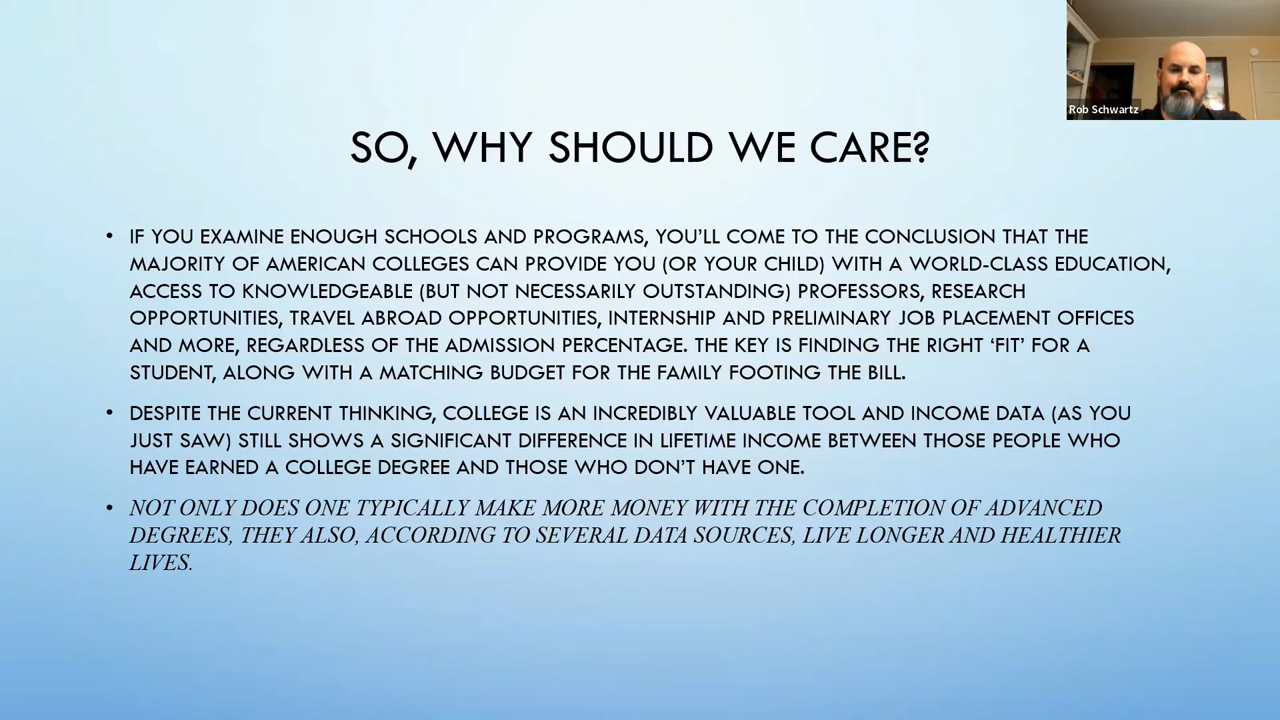 Rob Schwartz
SO, WHY SHOULD WE CARE?
• IF YOU EXAMINE ENOUGH SCHOOLS AND PROGRAMS, YOU’LL COME TO THE CONCLUSION THAT THE
MAJORITY OF AMERICAN COLLEGES CAN PROVIDE YOU (OR YOUR CHILD) WITH A WORLD-CLASS EDUCATION,
ACCESS TO KNOWLEDGEABLE (BUT NOT NECESSARILY OUTSTANDING) PROFESSORS, RESEARCH
OPPORTUNITIES, TRAVEL ABROAD OPPORTUNITIES, INTERNSHIP AND PRELIMINARY JOB PLACEMENT OFFICES
AND MORE, REGARDLESS OF THE ADMISSION PERCENTAGE. THE KEY IS FINDING THE RIGHT ‘FIT’ FOR A
STUDENT, ALONG WITH A MATCHING BUDGET FOR THE FAMILY FOOTING THE BILL.
• DESPITE THE CURRENT THINKING, COLLEGE IS AN INCREDIBLY VALUABLE TOOL AND INCOME DATA (AS YOU
JUST SAW) STILL SHOWS A SIGNIFICANT DIFFERENCE IN LIFETIME INCOME BETWEEN THOSE PEOPLE WHO
HAVE EARNED A COLLEGE DEGREE AND THOSE WHO DON’T HAVE ONE.
• NOT ONLY DOES ONE TYPICALLY MAKE MORE MONEY WITH THE COMPLETION OF ADVANCED
DEGREES, THEY ALSO, ACCORDING TO SEVERAL DATA SOURCES, LIVE LONGER AND HEALTHIER
LIVES.